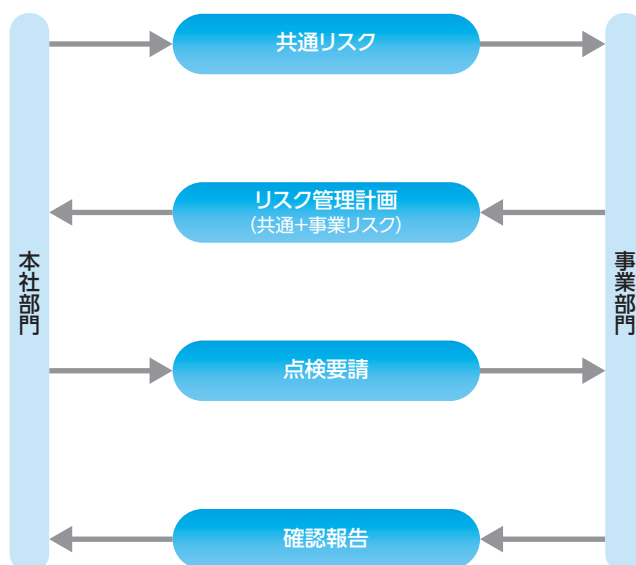 共通リスク
リスク管理計画
（共通＋事業リスク）
本社部門
事業部門
点検要請
確認報告